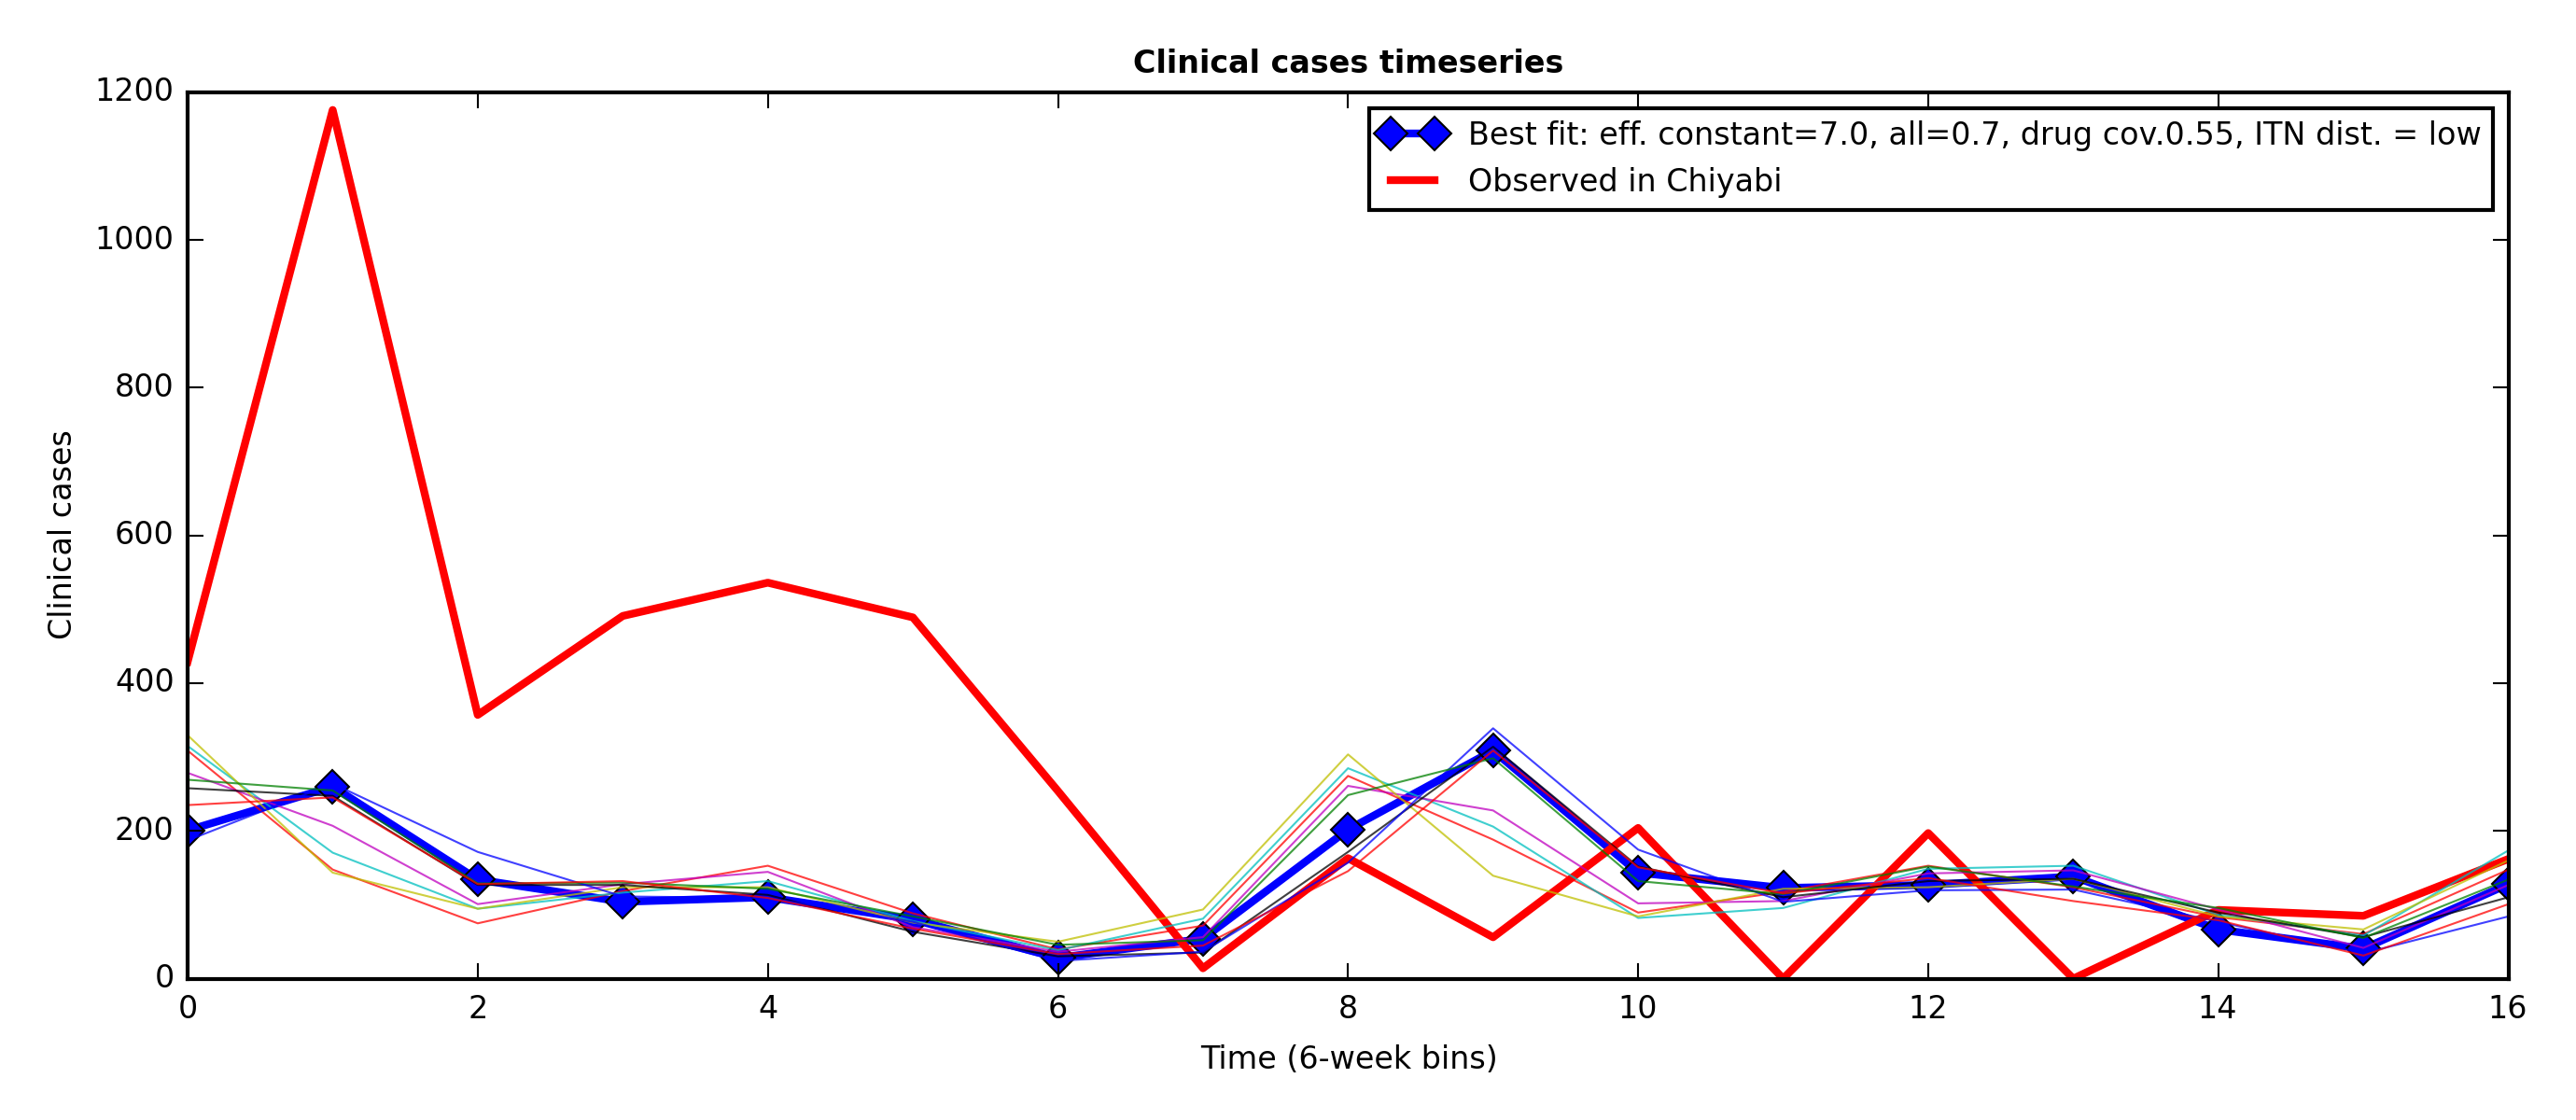 Clinical cases timeseries
1200
1000
800
600
400
200
0
Clinical cases
Best fit: eff. constant=7.0, all=0.7, drug cov.0.55, ITN dist. = low
Observed in Chiyabi
0 2 4 6 8 10 12 14 16
Time (6-week bins)